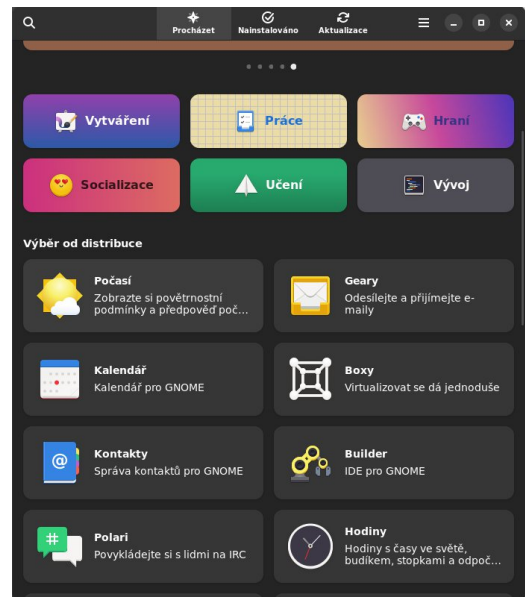 Procházet
Nainstalováno
Aktualizace
Vytváření
Práce
Hraní
Socializace
Učení
Vývoj
Výběr od distribuce
Počasí
Zobrazte si povětrnostní
podmínky a předpověď poč…
Geary
Odesílejte a přijímejte e-
maily
Kalendář
Kalendář pro GNOME
Boxy
Virtualizovat se dá jednoduše
@
Kontakty
Správa kontaktů pro GNOME
Builder
IDE pro GNOME
#
Polari
Povykládejte si s lidmi na IRC
Hodiny
Hodiny s časy ve světě,
budíkem, stopkami a odpoč…